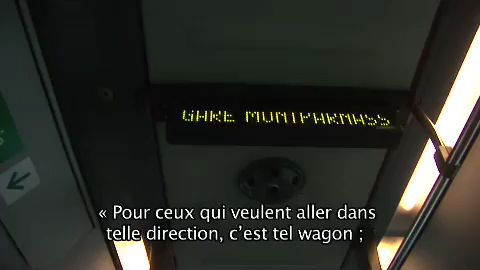 GARE MONTPARNASS
« Pour ceux qui veulent aller dans
telle direction, c’est tel wagon ;